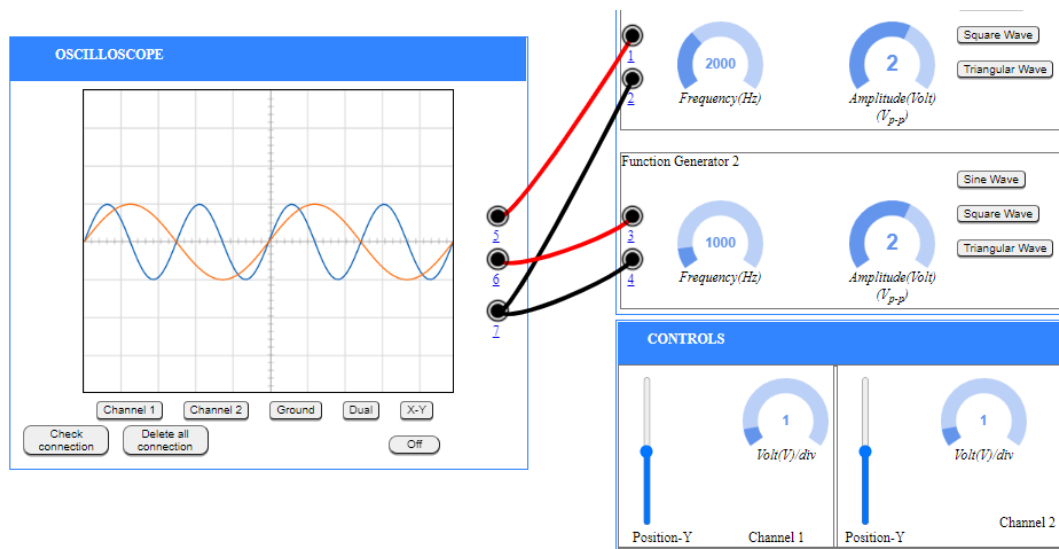 OSCILLOSCOPE
Channel 1
Channel 2
Ground
Dual
X-Y
Check
connection
Delete all
connection
Off
1
2
5
6
7
3
4
2000
Frequency(Hz)
2
Amplitude(Volt)
(Vp-p)
Square Wave
Triangular Wave
Function Generator 2
1000
Frequency(Hz)
2
Amplitude(Volt)
(Vp-p)
Sine Wave
Square Wave
Triangular Wave
CONTROLS
1
Volt(V)/div
Position-Y
Channel 1
1
Volt(V)/div
Position-Y
Channel 2